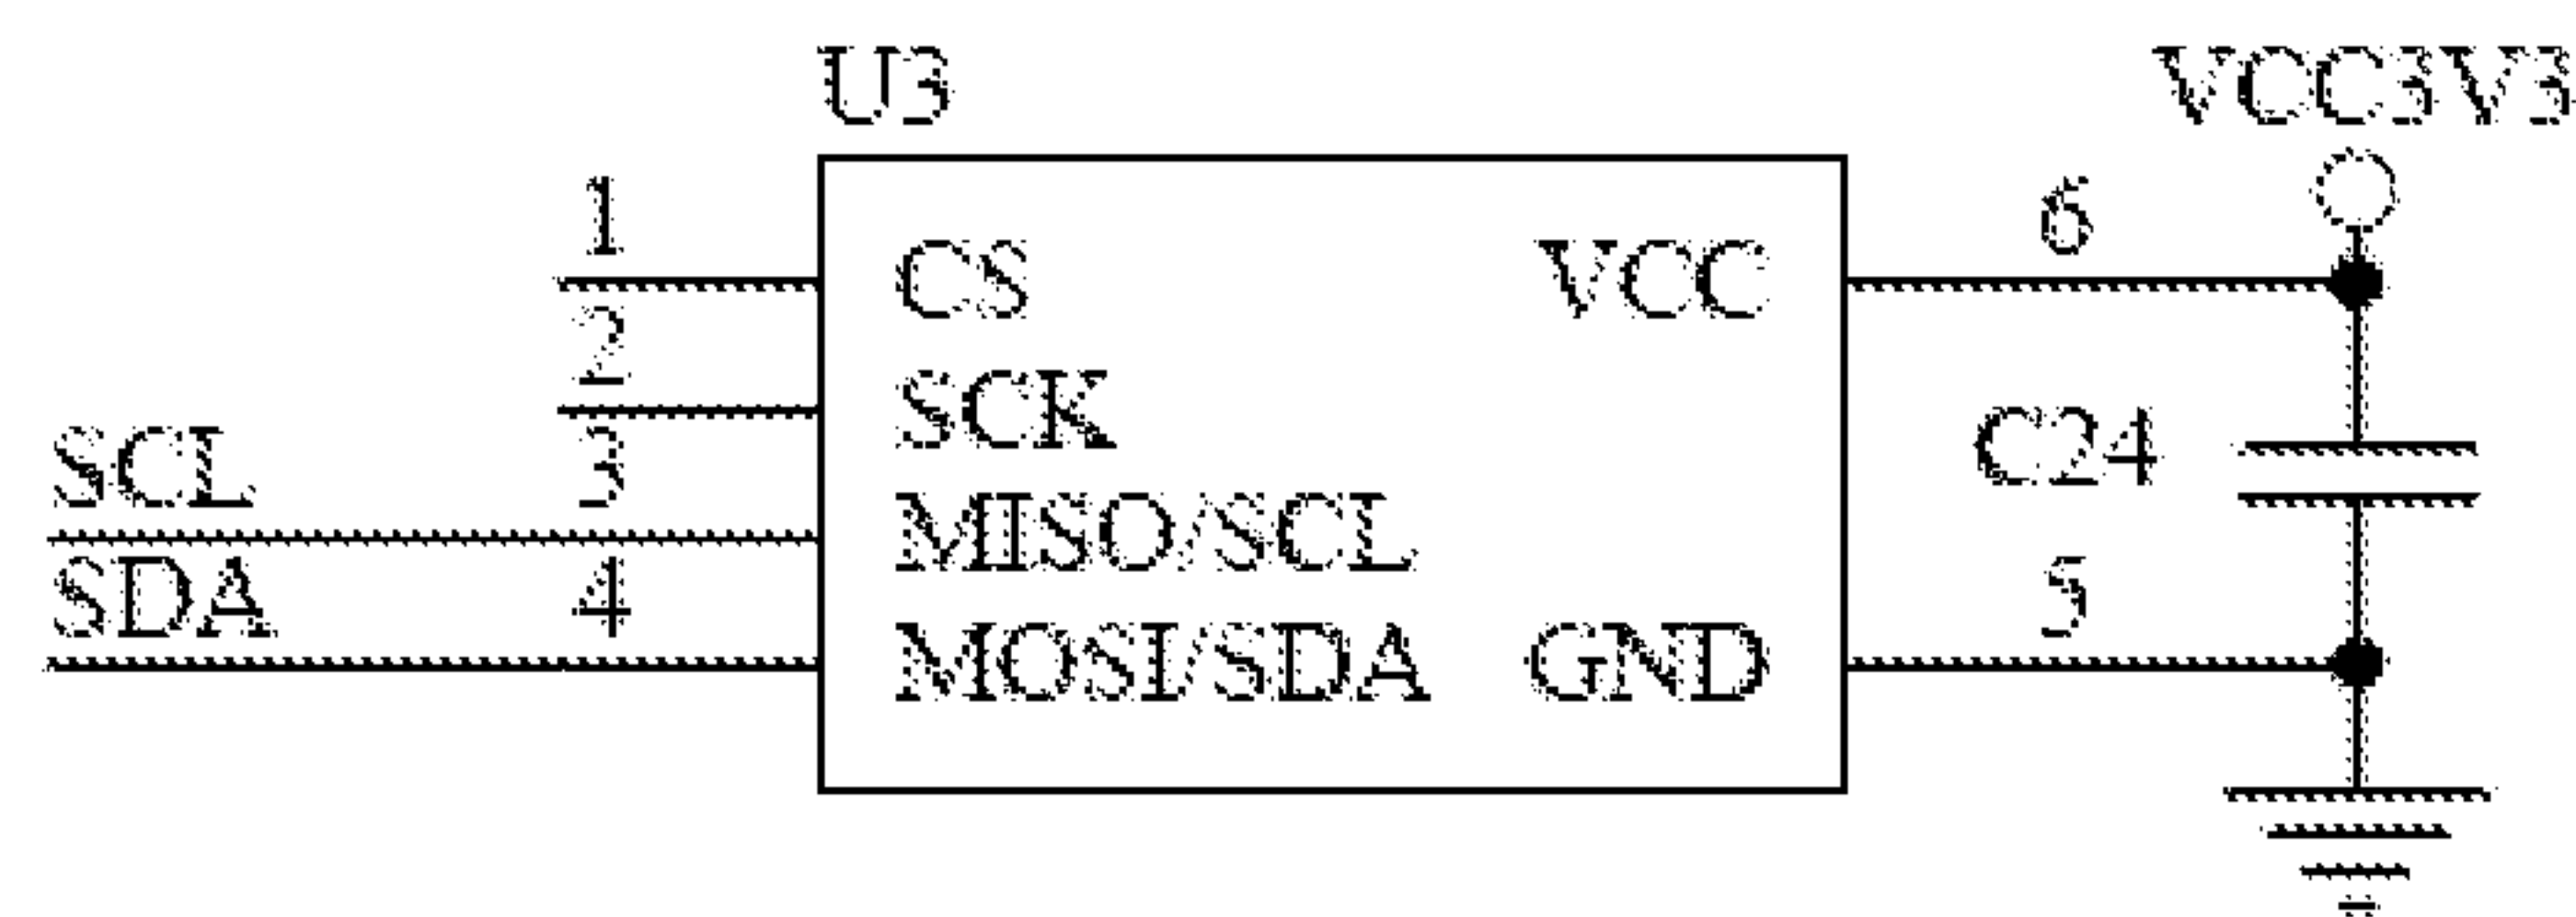 U3 VCC3V3
1 CS VCC 6
2 SCK
SCL 3 MISO/SCL C24
SDA 4 MOSI/SDA GND 5